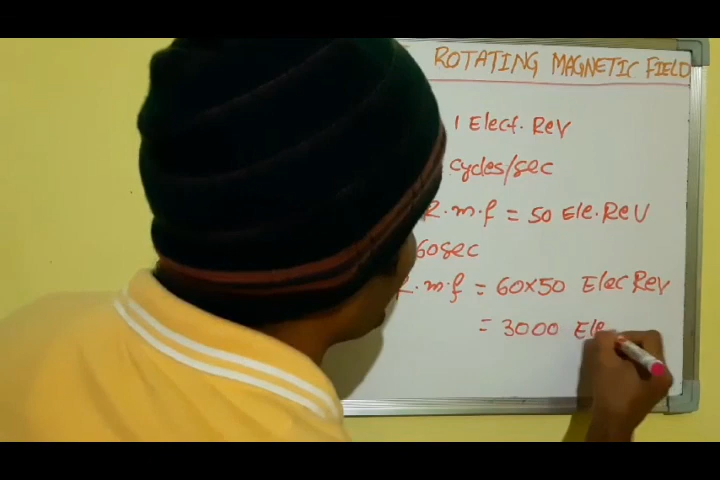 ROTATING MAGNETIC FIELD
1 Elect. Rev
cycles/sec
R.m.f = 50 Ele.Rev
60sec
R.m.f = 60x50 Elec Rev
= 3000 Ele